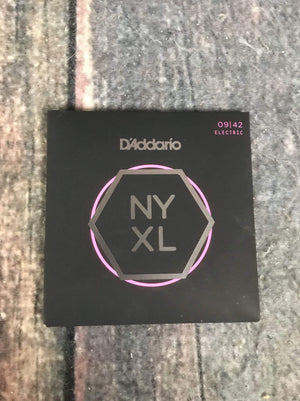 09|42
ELECTRIC
D'Addario
NY
XL